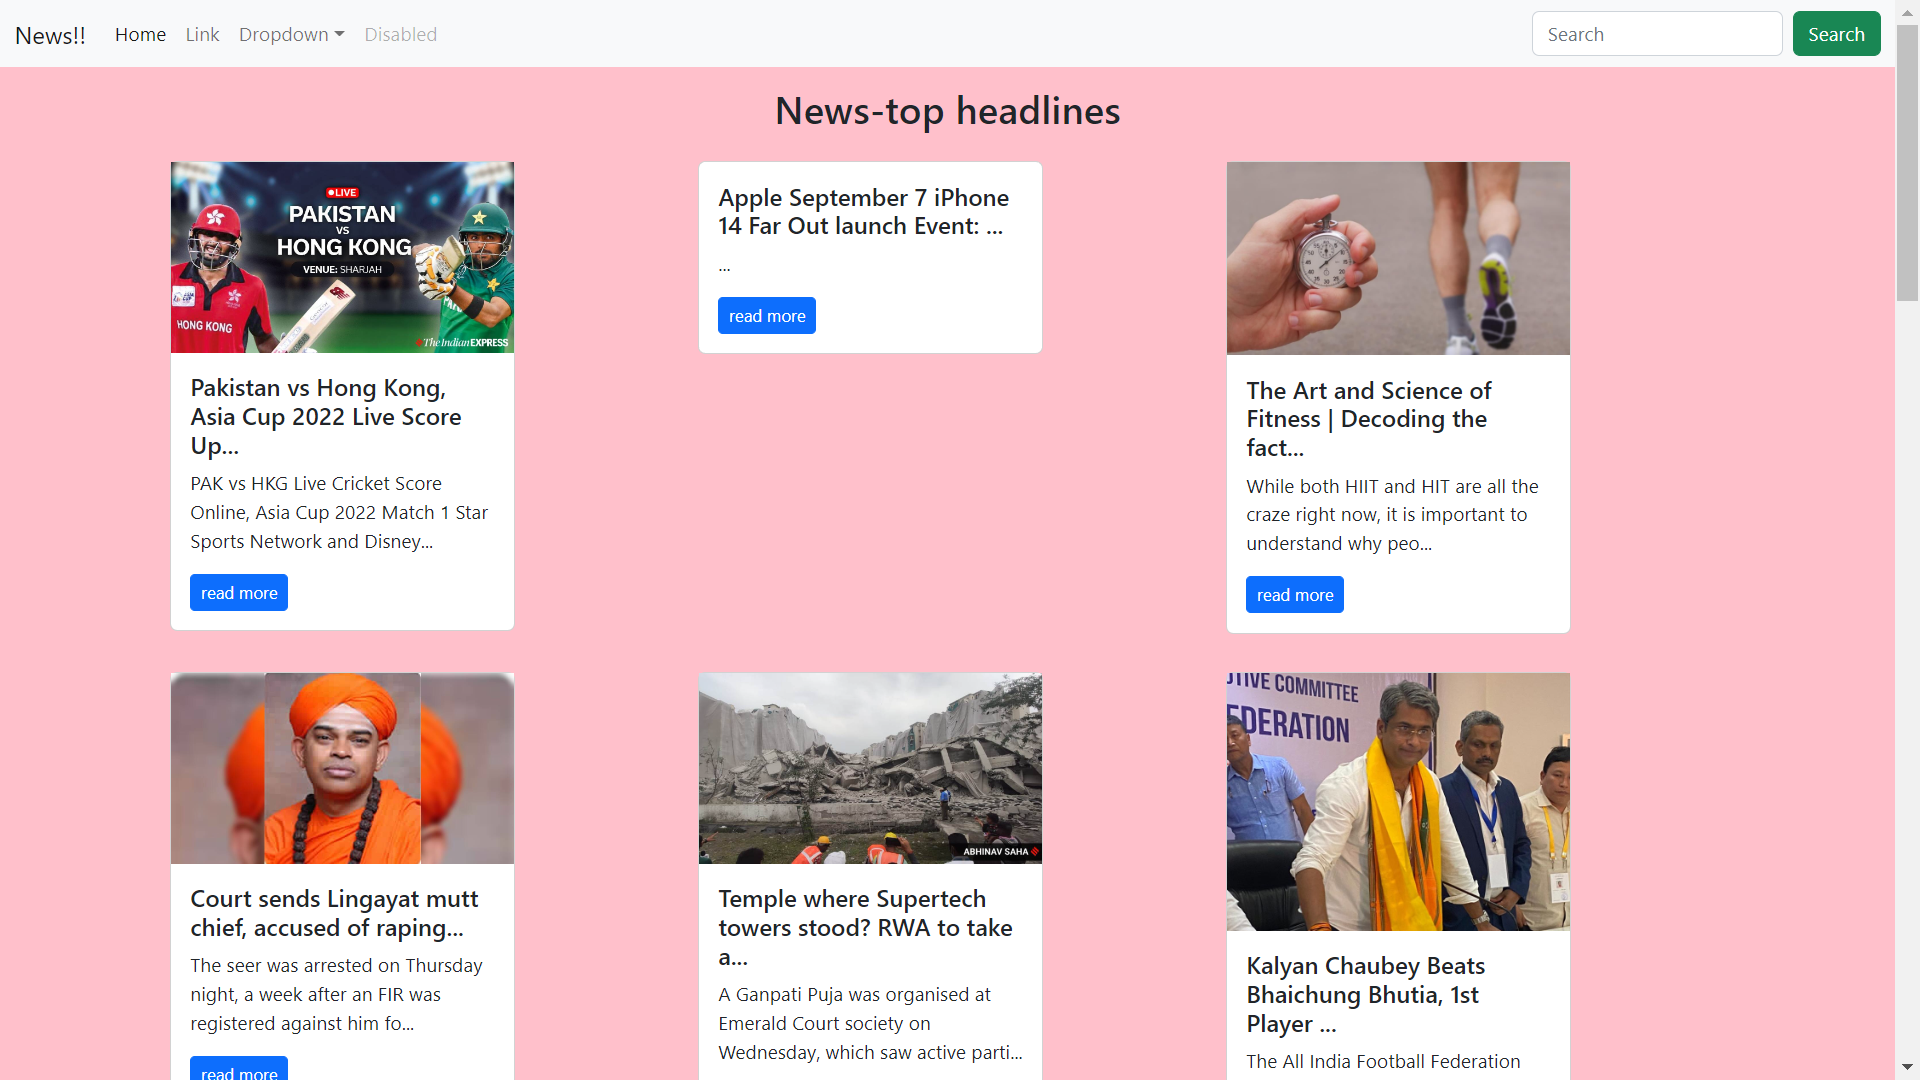 News!!
Home
Link
Dropdown
Disabled
Search
Search
News-top headlines
LIVE
PAKISTAN
VS
HONG KONG
VENUE: SHARJAH
HONG KONG
The Indian EXPRESS
Pakistan vs Hong Kong,
Asia Cup 2022 Live Score
Up...
PAK vs HKG Live Cricket Score
Online, Asia Cup 2022 Match 1 Star
Sports Network and Disney...
read more
Apple September 7 iPhone
14 Far Out launch Event: ...
...
read more
The Art and Science of
Fitness | Decoding the
fact...
While both HIIT and HIT are all the
craze right now, it is important to
understand why peo...
read more
Court sends Lingayat mutt
chief, accused of raping...
The seer was arrested on Thursday
night, a week after an FIR was
registered against him fo...
read more
ABHINAV SAHA
Temple where Supertech
towers stood? RWA to take
a...
A Ganpati Puja was organised at
Emerald Court society on
Wednesday, which saw active parti...
COMMITTEE
Kalyan Chaubey Beats
Bhaichung Bhutia, 1st
Player ...
The All India Football Federation